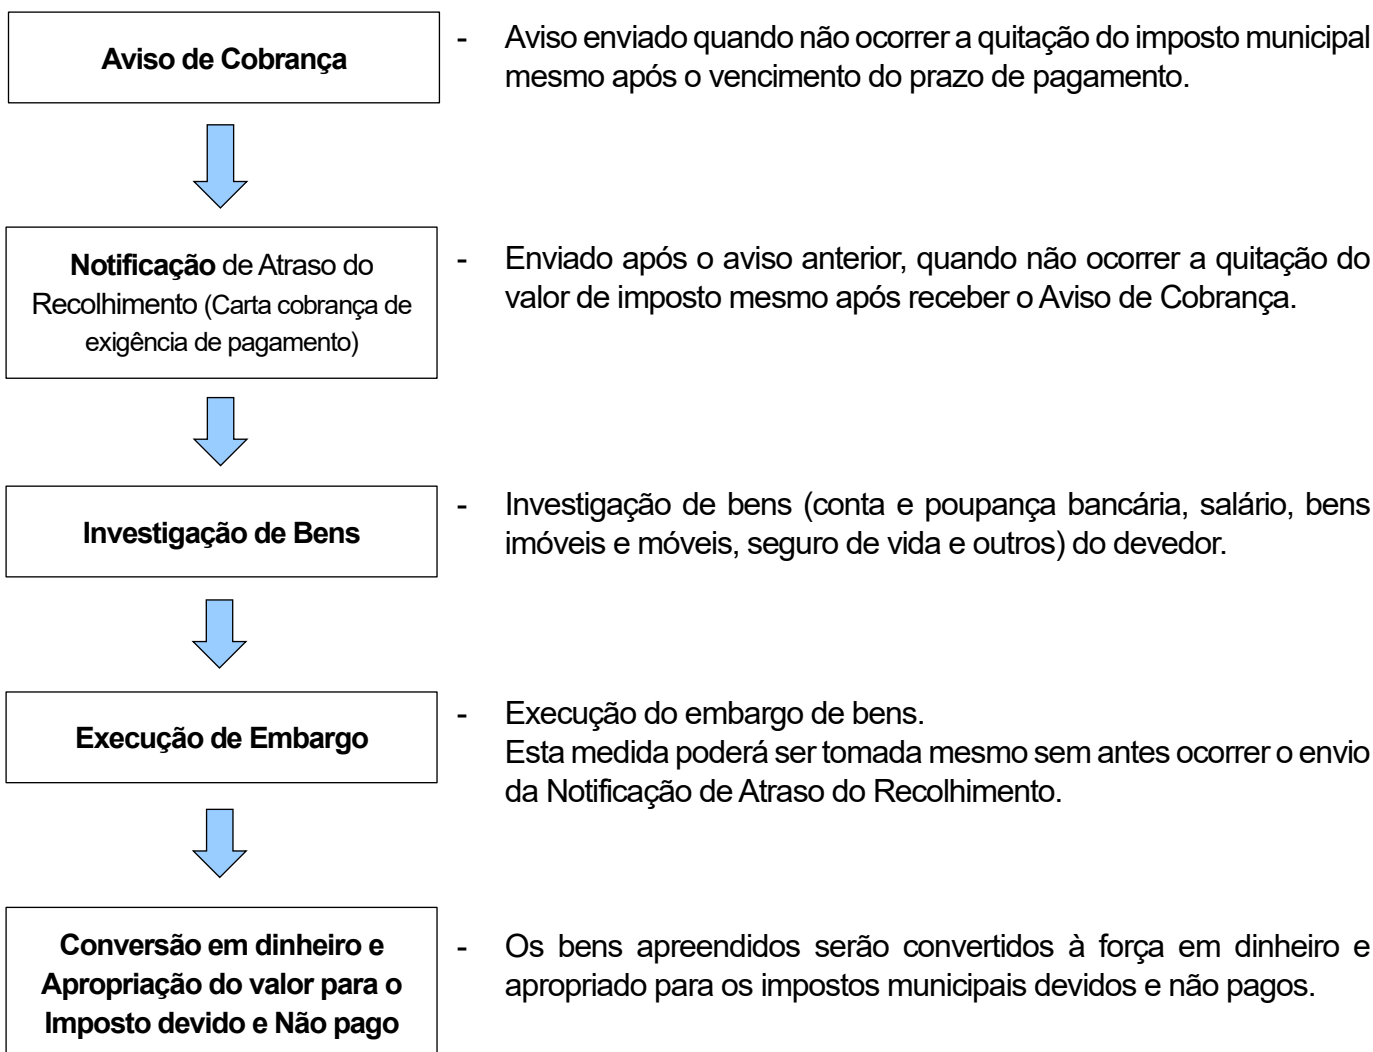 Aviso de Cobrança
- Aviso enviado quando não ocorrer a quitação do imposto municipal
mesmo após o vencimento do prazo de pagamento.
Notificação de Atraso do
Recolhimento (Carta cobrança de
exigência de pagamento)
- Enviado após o aviso anterior, quando não ocorrer a quitação do
valor de imposto mesmo após receber o Aviso de Cobrança.
Investigação de Bens
- Investigação de bens (conta e poupança bancária, salário, bens
imóveis e móveis, seguro de vida e outros) do devedor.
Execução de Embargo
- Execução do embargo de bens.
Esta medida poderá ser tomada mesmo sem antes ocorrer o envio
da Notificação de Atraso do Recolhimento.
Conversão em dinheiro e
Apropriação do valor para o
Imposto devido e Não pago
- Os bens apreendidos serão convertidos à força em dinheiro e
apropriado para os impostos municipais devidos e não pagos.